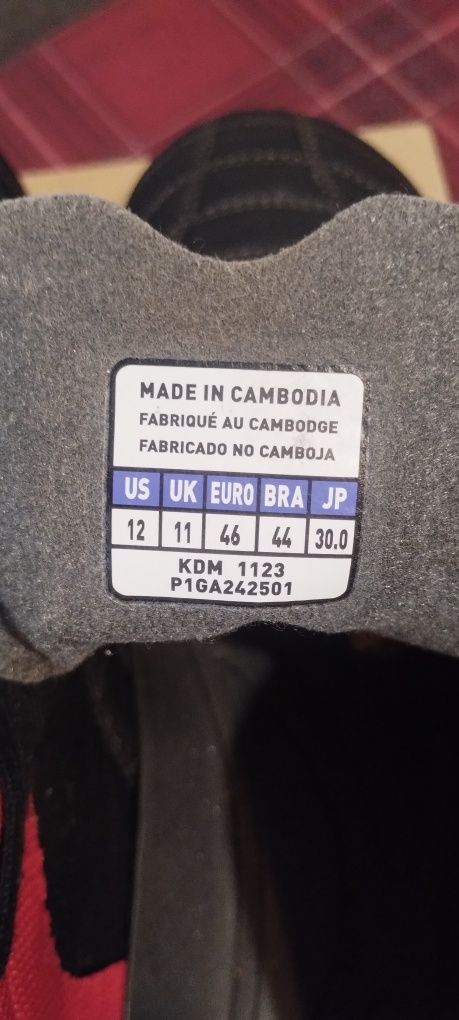 MADE IN CAMBODIA
FABRIQUÉ AU CAMBODGE
FABRICADO NO CAMBOJA
US UK EURO BRA JP
12 11 46 44 30.0
KDM 1123
P1GA242501